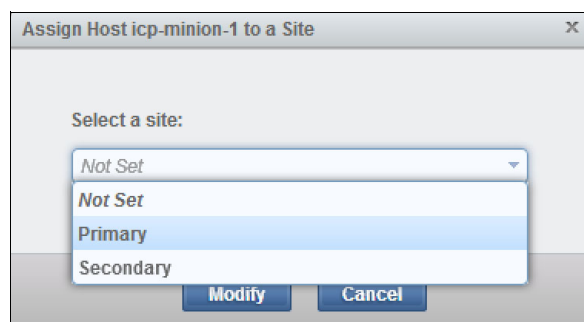 Assign Host icp-minion-1 to a Site x
Select a site:
Not Set
Not Set
Primary
Secondary
Modify Cancel